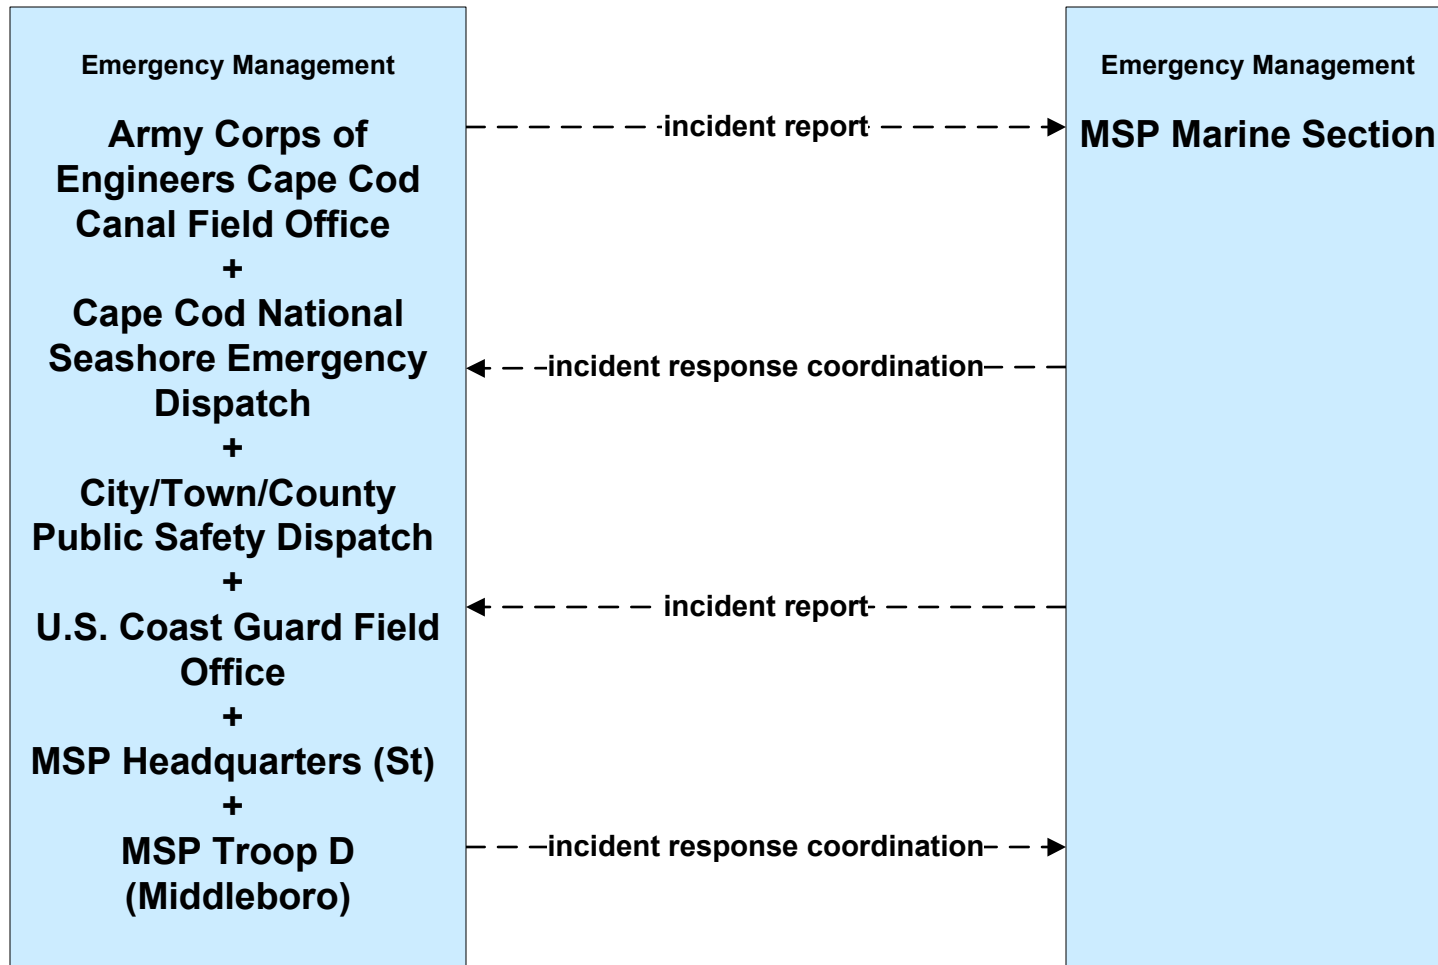 Emergency Management
Army Corps of
Engineers Cape Cod
Canal Field Office
+
Cape Cod National
Seashore Emergency
Dispatch
+
City/Town/County
Public Safety Dispatch
+
U.S. Coast Guard Field
Office
+
MSP Headquarters (St)
+
MSP Troop D
(Middleboro)
incident report
incident response coordination
incident report
incident response coordination
Emergency Management
MSP Marine Section